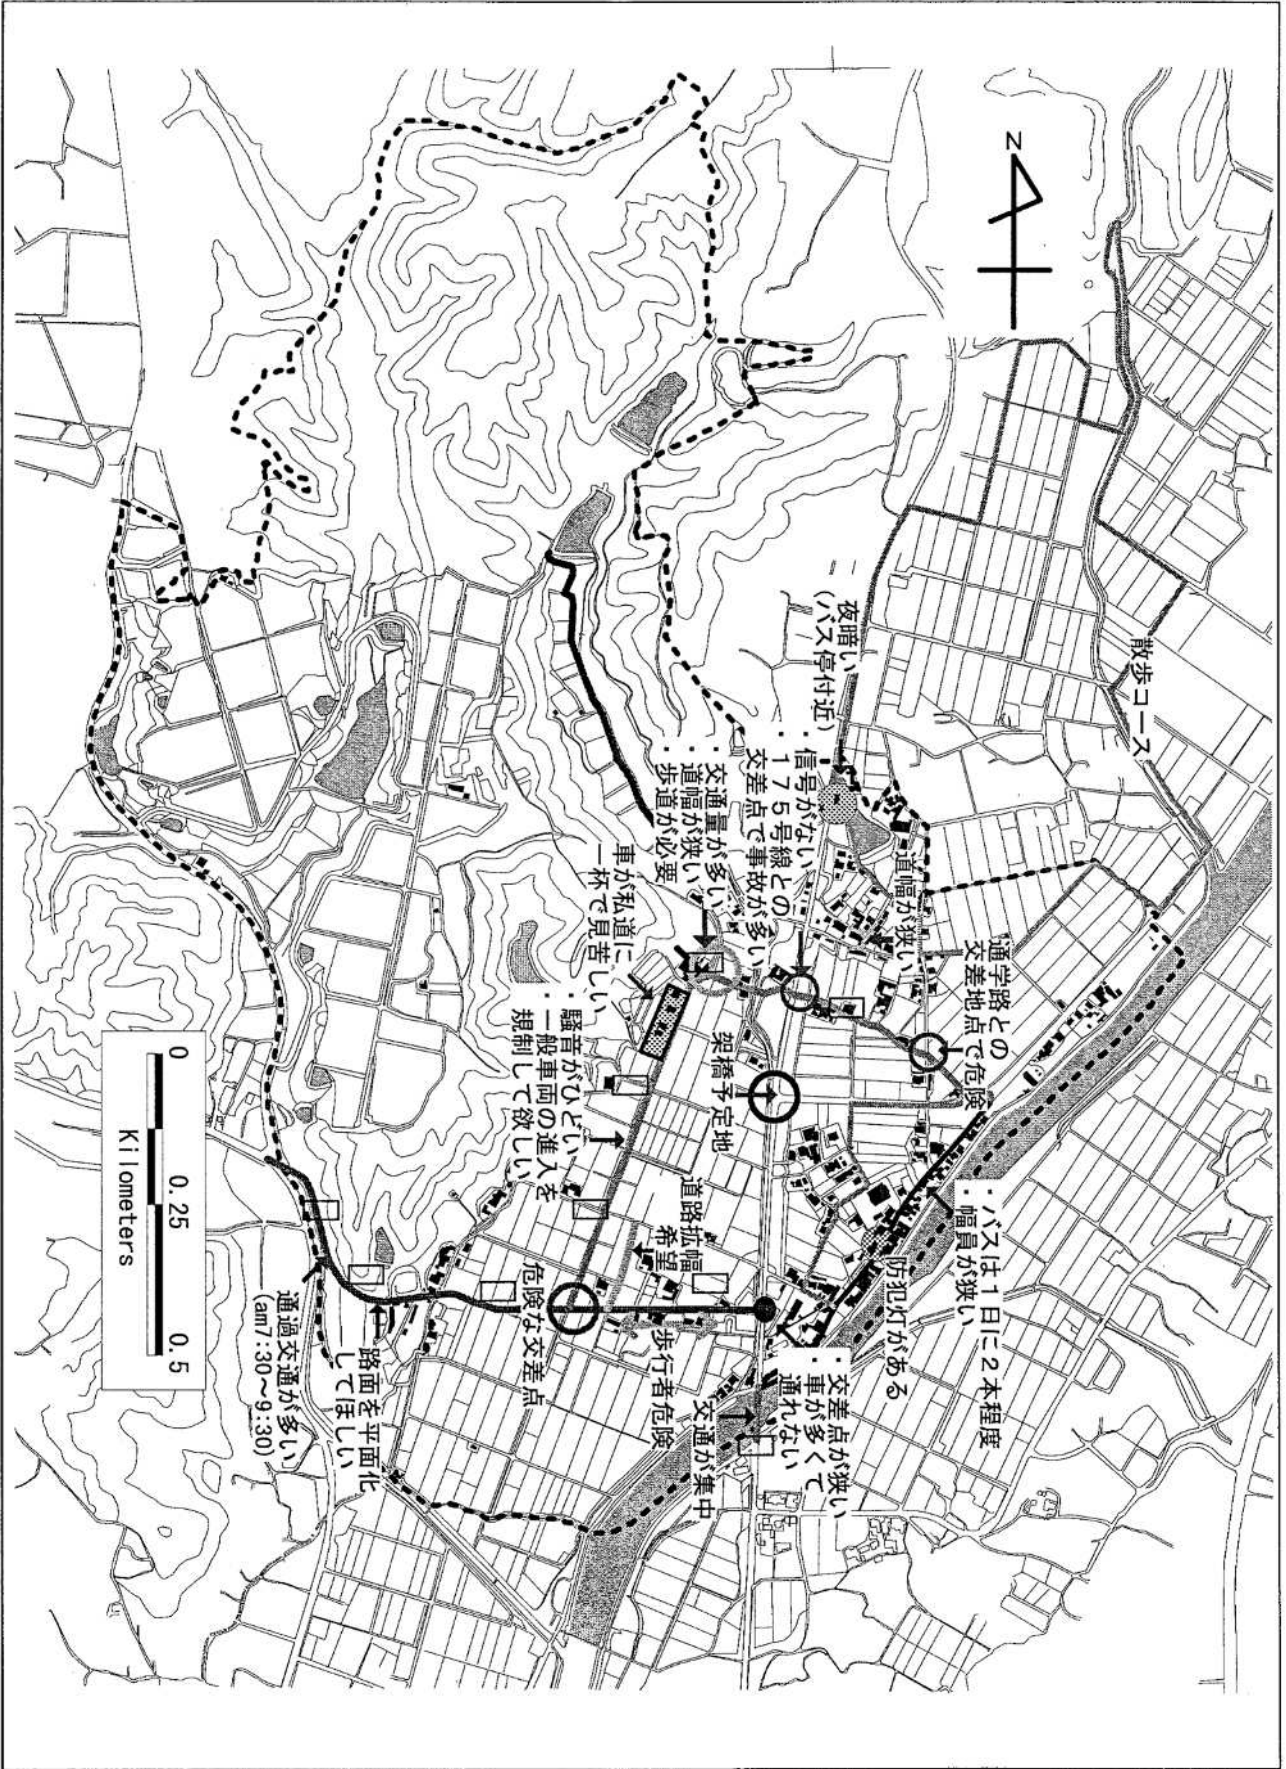 N
散歩コース
・夜暗い
(バス停付近)
・信号がない
・175号線との
交差点で事故が多い
・交通量が多い
・道幅が狭い
・歩道が必要
車が私道に
一杯で見苦しい
道幅が狭い
通学路との
交差地点で危険
架橋予定地
・騒音がひどい
・一般車両の進入を
規制して欲しい
道路拡幅
希望
・バスは1日に2本程度
・幅員が狭い
防犯灯がある
危険な交差点
歩行者危険
・交差点が狭い
・車が多くて
通れない
交通が集中
路面を平面化
してほしい
通過交通が多い
(am7:30〜9:30)
0 0.25 0.5
Kilometers